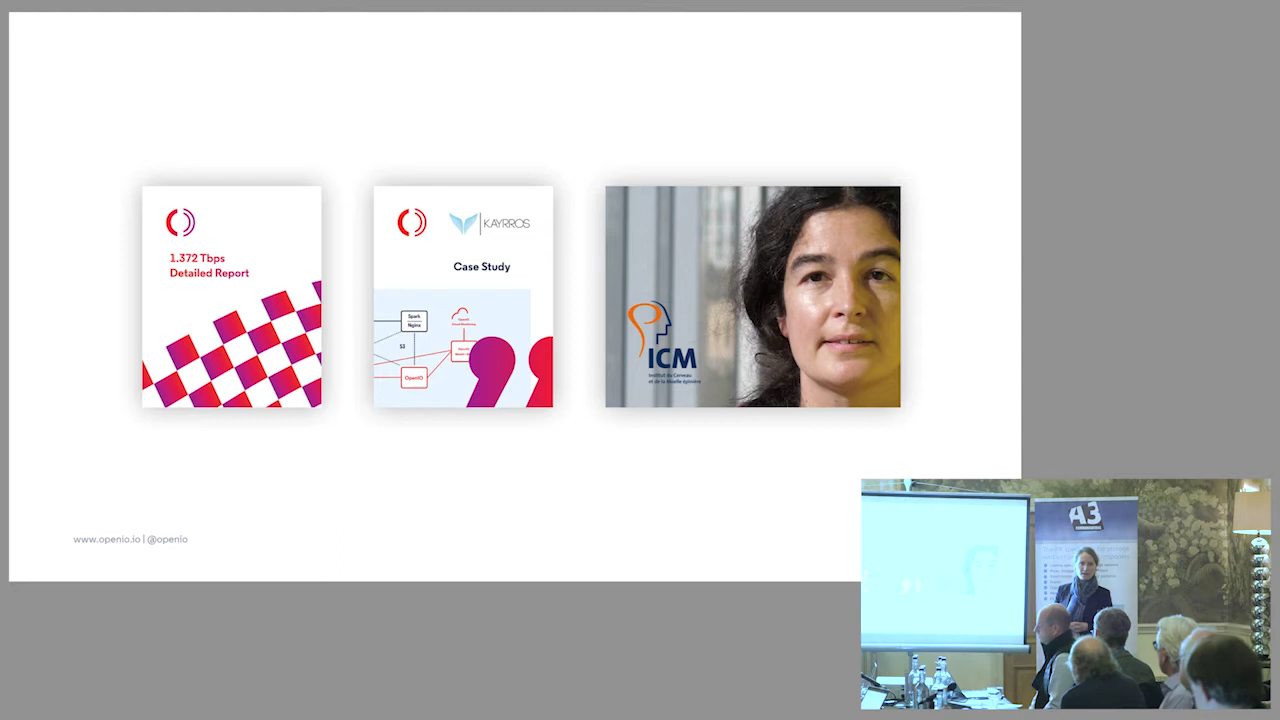 1.372 Tbps
Detailed Report
KAYRROS
Case Study
Spark
Nginx
S3
OpenIO
ICM
Institut du Cerveau
et de la Moelle épinière
www.openio.io | @openio
A3